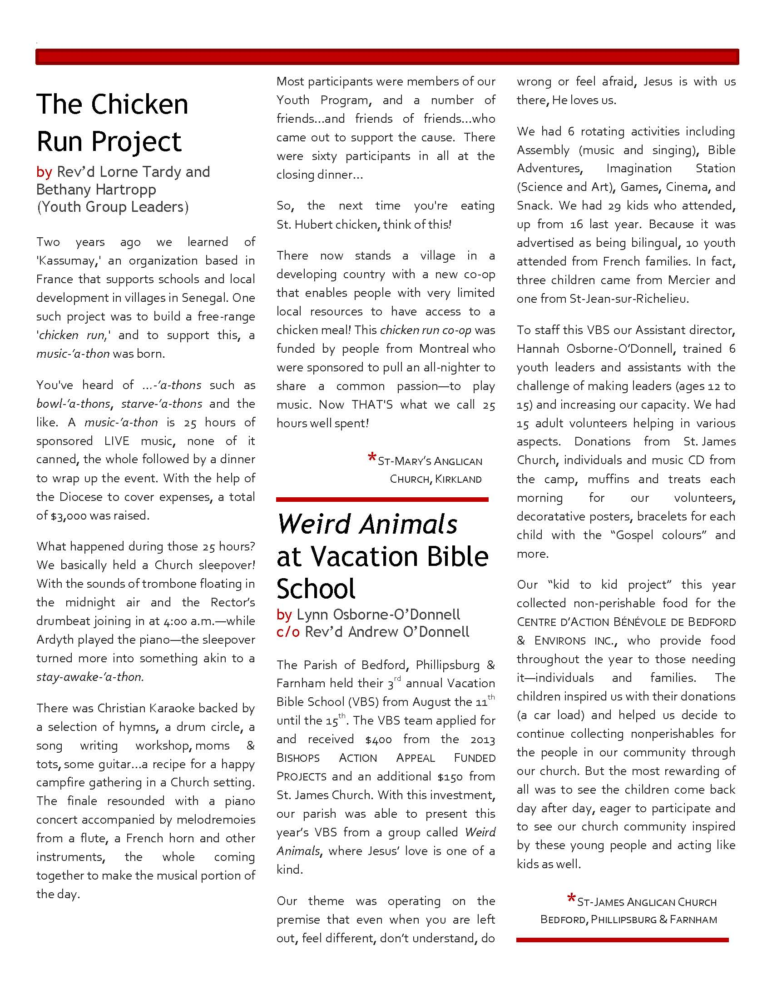 The Chicken
Run Project
by Rev’d Lorne Tardy and
Bethany Hartropp
(Youth Group Leaders)
Two years ago we learned of
'Kassumay,' an organization based in
France that supports schools and local
development in villages in Senegal. One
such project was to build a free-range
'chicken run,' and to support this, a
music-’a-thon was born.
You've heard of ...-’a-thons such as
bowl-’a-thons, starve-’a-thons and the
like. A music-’a-thon is 25 hours of
sponsored LIVE music, none of it
canned, the whole followed by a dinner
to wrap up the event. With the help of
the Diocese to cover expenses, a total
of $3,000 was raised.
What happened during those 25 hours?
We basically held a Church sleepover!
With the sounds of trombone floating in
the midnight air and the Rector’s
drumbeat joining in at 4:00 a.m.—while
Ardyth played the piano—the sleepover
turned more into something akin to a
stay-awake-’a-thon.
There was Christian Karaoke backed by
a selection of hymns, a drum circle, a
song writing workshop, moms &
tots, some guitar...a recipe for a happy
campfire gathering in a Church setting.
The finale resounded with a piano
concert accompanied by melodremoies
from a flute, a French horn and other
instruments, the whole coming
together to make the musical portion of
the day.
Most participants were members of our
Youth Program, and a number of
friends...and friends of friends...who
came out to support the cause. There
were sixty participants in all at the
closing dinner...
So, the next time you're eating
St. Hubert chicken, think of this!
There now stands a village in a
developing country with a new co-op
that enables people with very limited
local resources to have access to a
chicken meal! This chicken run co-op was
funded by people from Montreal who
were sponsored to pull an all-nighter to
share a common passion—to play
music. Now THAT'S what we call 25
hours well spent!
*ST-MARY’S ANGLICAN
CHURCH, KIRKLAND
Weird Animals
at Vacation Bible
School
by Lynn Osborne-O’Donnell
c/o Rev’d Andrew O’Donnell
The Parish of Bedford, Phillipsburg &
Farnham held their 3rd annual Vacation
Bible School (VBS) from August the 11th
until the 15th. The VBS team applied for
and received $400 from the 2013
BISHOPS ACTION APPEAL FUNDED
PROJECTS and an additional $150 from
St. James Church. With this investment,
our parish was able to present this
year’s VBS from a group called Weird
Animals, where Jesus’ love is one of a
kind.
Our theme was operating on the
premise that even when you are left
out, feel different, don’t understand, do
wrong or feel afraid, Jesus is with us
there, He loves us.
We had 6 rotating activities including
Assembly (music and singing), Bible
Adventures, Imagination Station
(Science and Art), Games, Cinema, and
Snack. We had 29 kids who attended,
up from 16 last year. Because it was
advertised as being bilingual, 10 youth
attended from French families. In fact,
three children came from Mercier and
one from St-Jean-sur-Richelieu.
To staff this VBS our Assistant director,
Hannah Osborne-O’Donnell, trained 6
youth leaders and assistants with the
challenge of making leaders (ages 12 to
15) and increasing our capacity. We had
15 adult volunteers helping in various
aspects. Donations from St. James
Church, individuals and music CD from
the camp, muffins and treats each
morning for our volunteers,
decoratative posters, bracelets for each
child with the “Gospel colours” and
more.
Our “kid to kid project” this year
collected non-perishable food for the
CENTRE D’ACTION BÉNÉVOLE DE BEDFORD
& ENVIRONS INC., who provide food
throughout the year to those needing
it—individuals and families. The
children inspired us with their donations
(a car load) and helped us decide to
continue collecting nonperishables for
the people in our community through
our church. But the most rewarding of
all was to see the children come back
day after day, eager to participate and
to see our church community inspired
by these young people and acting like
kids as well.
*ST-JAMES ANGLICAN CHURCH
BEDFORD, PHILLIPSBURG & FARNHAM